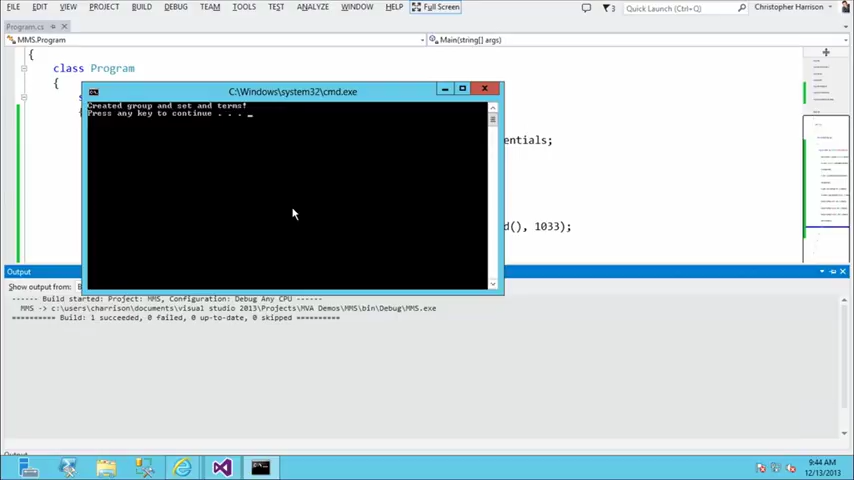 FILE EDIT VIEW PROJECT BUILD DEBUG TEAM TOOLS TEST ANALYZE WINDOW HELP Full Screen 3 Quick Launch (Ctrl+Q) Christopher Harrison
Program.cs
MMS.Program Main(string[] args)
{
class Program
{
C:\Windows\system32\cmd.exe
Created group and set and terms!
Press any key to continue . . . _
entials;
d(), 1033);
Output
Show output from:
------ Build started: Project: MMS, Configuration: Debug Any CPU ------
MMS -> c:\users\charrison\documents\visual studio 2013\Projects\MVA Demos\MMS\bin\Debug\MMS.exe
========== Build: 1 succeeded, 0 failed, 0 up-to-date, 0 skipped ==========
9:44 AM
12/13/2013